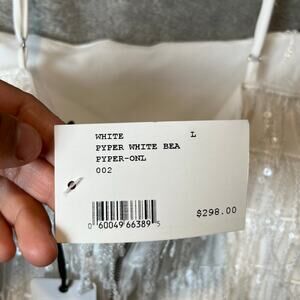 WHITE L
PYPER WHITE BEA
PYPER-ONL
002
0 60049 66389 5
$298.00